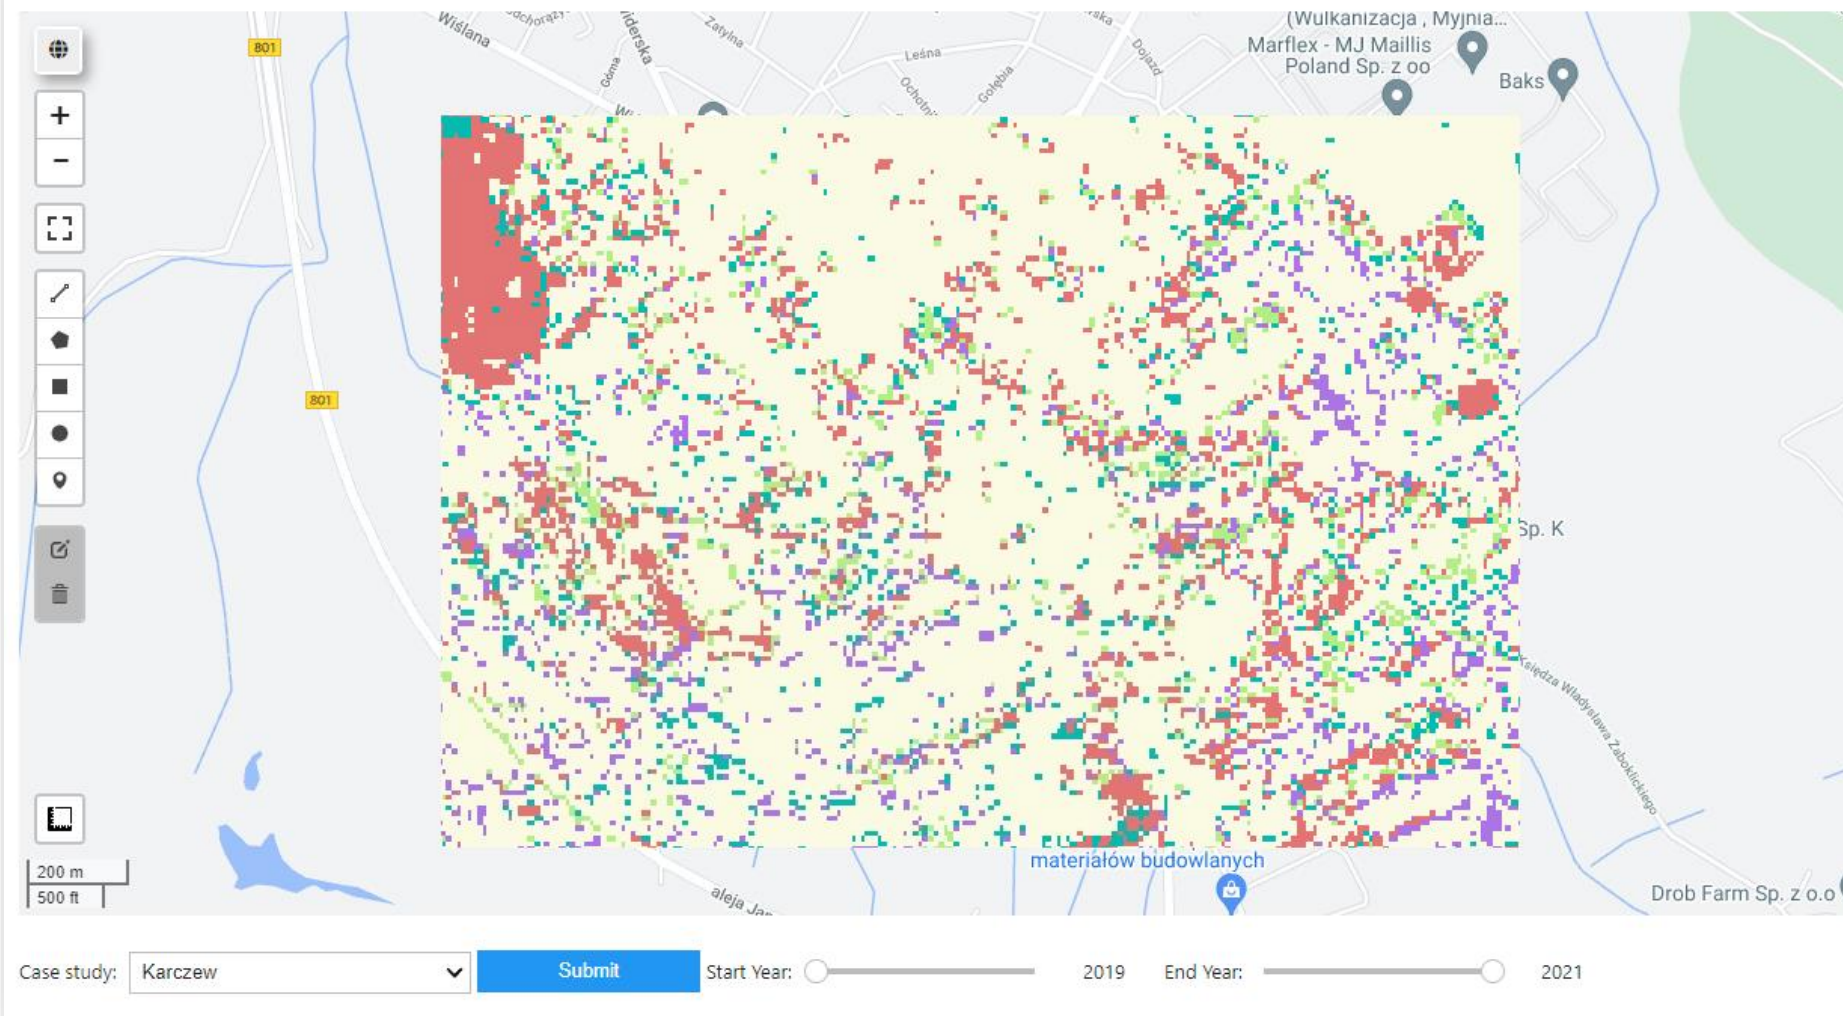 Wiślana
Zatylna
(Wulkanizacja , Myjnia...
801
Górna
Leśna
Dojazd
Marflex - MJ Maillis
Poland Sp. z oo
Baks
Gołębia
801
Sp. K
Księdza Władysława Żaboklickiego
200 m
500 ft
materiałów budowlanych
aleja Jan
Drob Farm Sp. z o.o
Case study: Karczew Submit Start Year: 2019 End Year: 2021